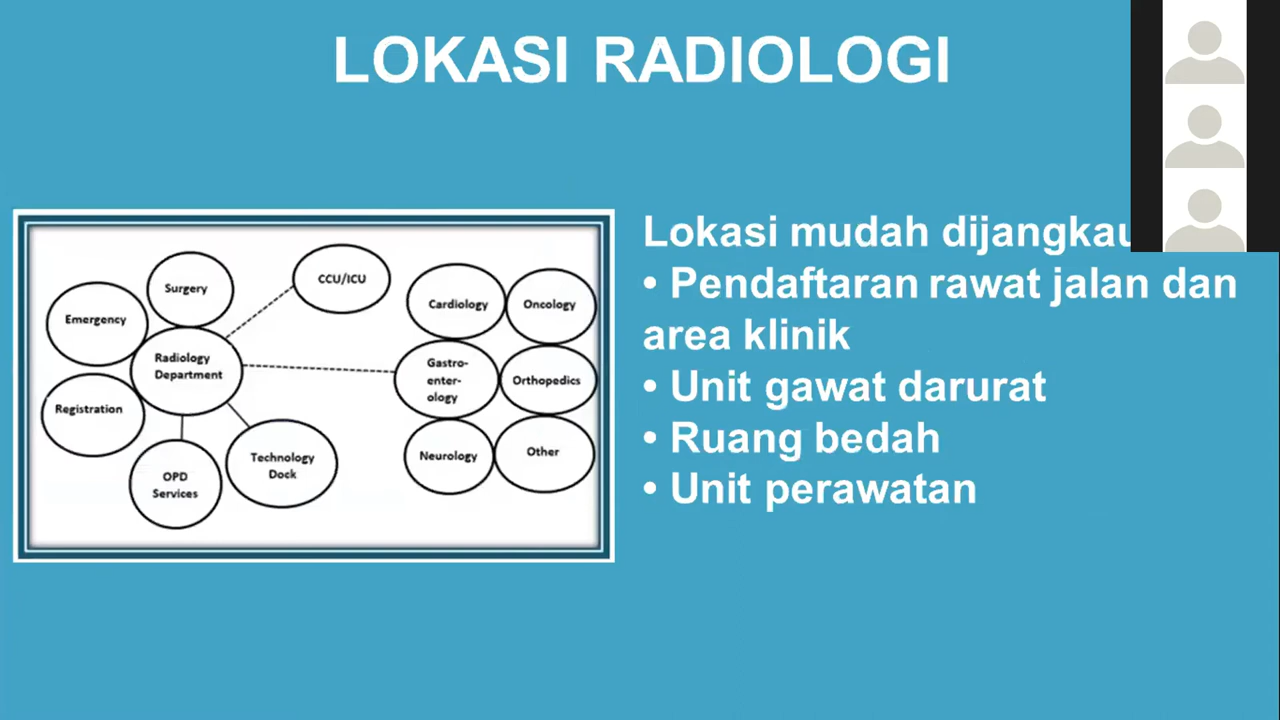 LOKASI RADIOLOGI
Surgery
CCU/ICU
Emergency
Cardiology
Oncology
Radiology
Department
Gastro-
enter-
ology
Orthopedics
Registration
Technology
Dock
Neurology
Other
OPD
Services
Lokasi mudah dijangkau
• Pendaftaran rawat jalan dan
area klinik
• Unit gawat darurat
• Ruang bedah
• Unit perawatan